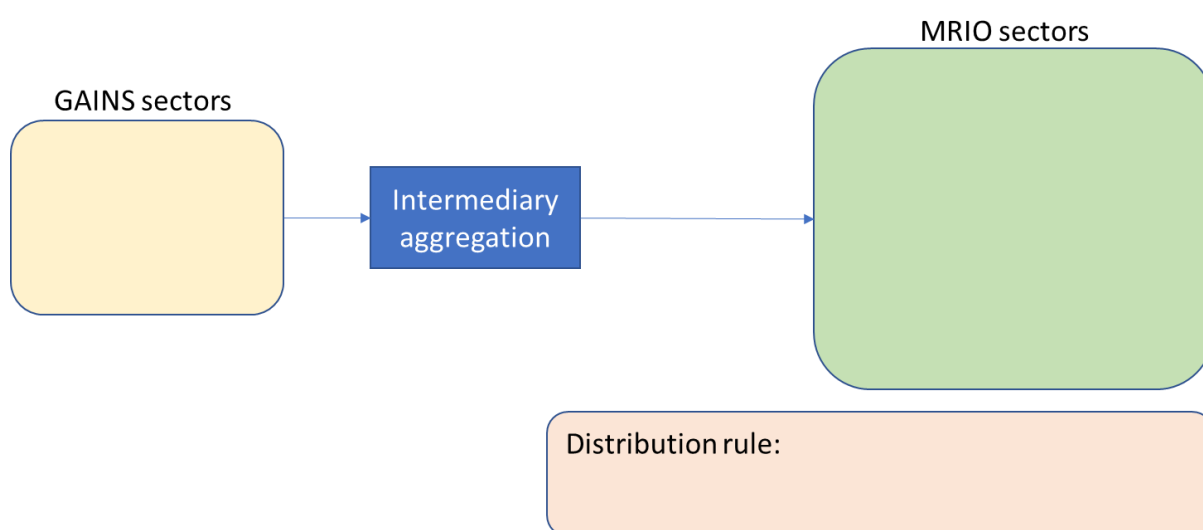 MRIO sectors
GAINS sectors
Intermediary
aggregation
Distribution rule: